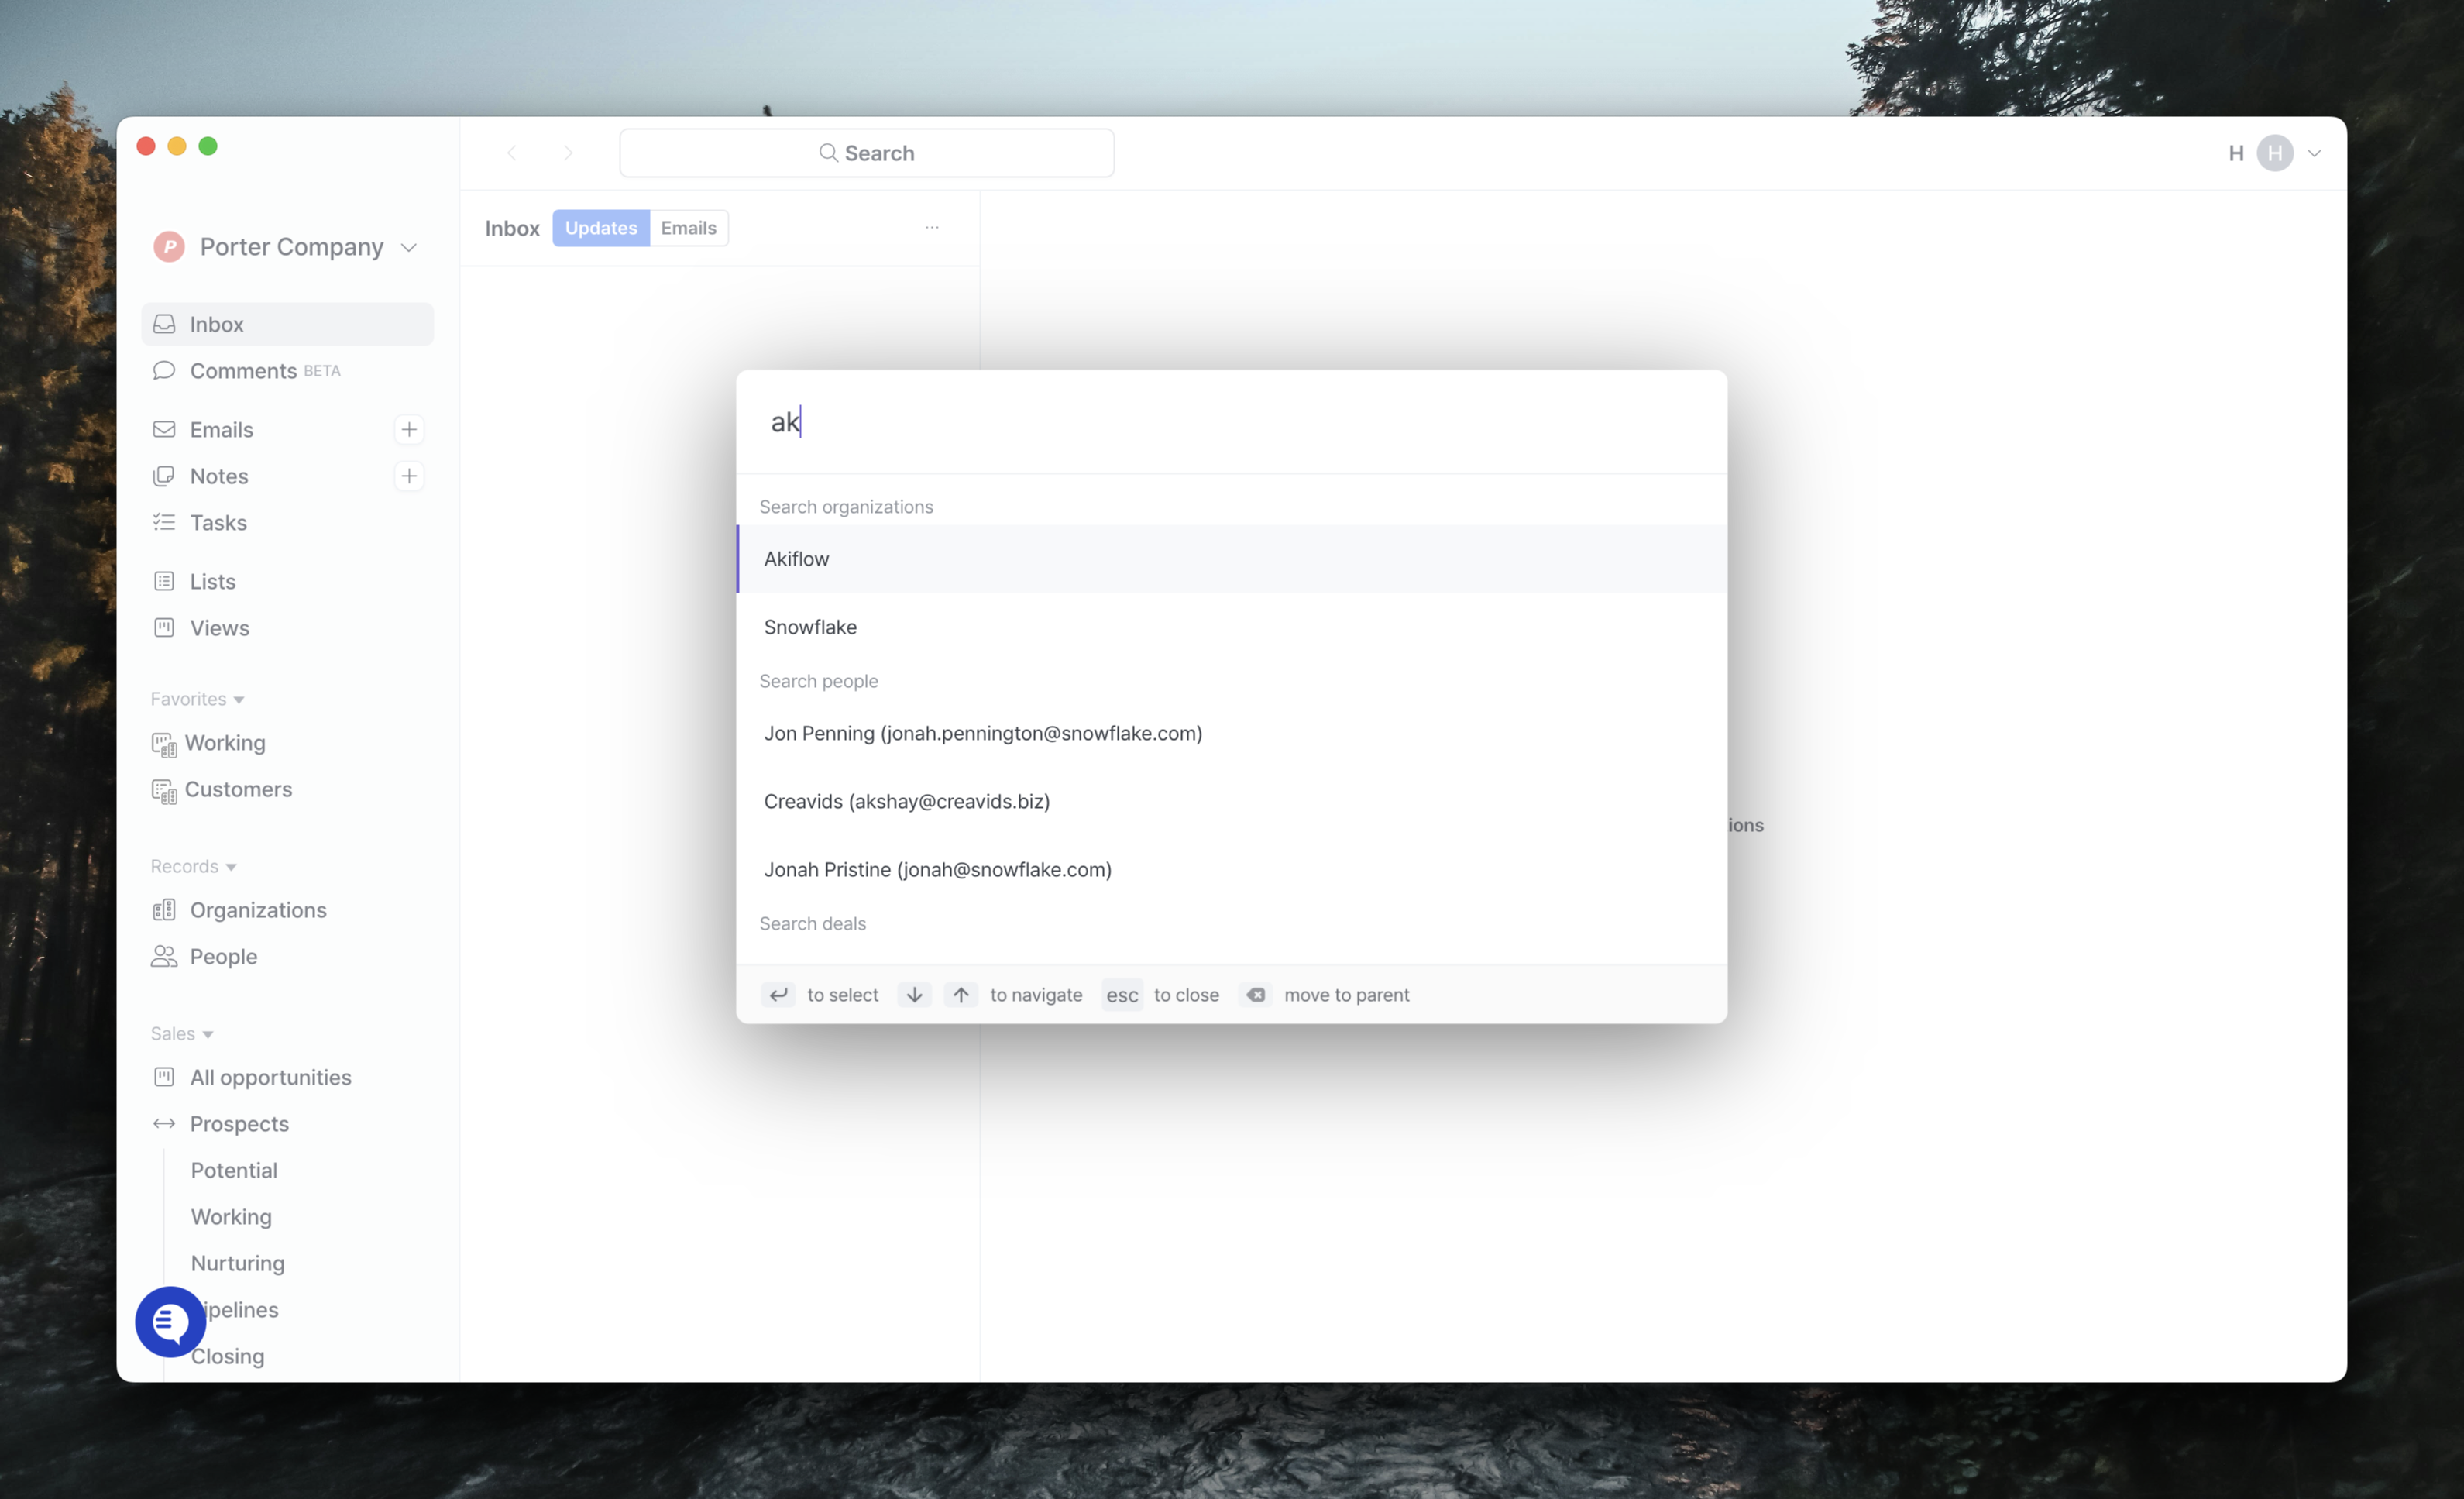 Search
H H
P Porter Company
Inbox
Comments BETA
Emails
Notes
Tasks
Lists
Views
Favorites
Working
Customers
Records
Organizations
People
Sales
All opportunities
Prospects
Potential
Working
Nurturing
ipelines
Closing
Inbox Updates Emails
ak
Search organizations
Akiflow
Snowflake
Search people
Jon Penning (jonah.pennington@snowflake.com)
Creavids (akshay@creavids.biz)
Jonah Pristine (jonah@snowflake.com)
Search deals
to select to navigate esc to close move to parent
ions